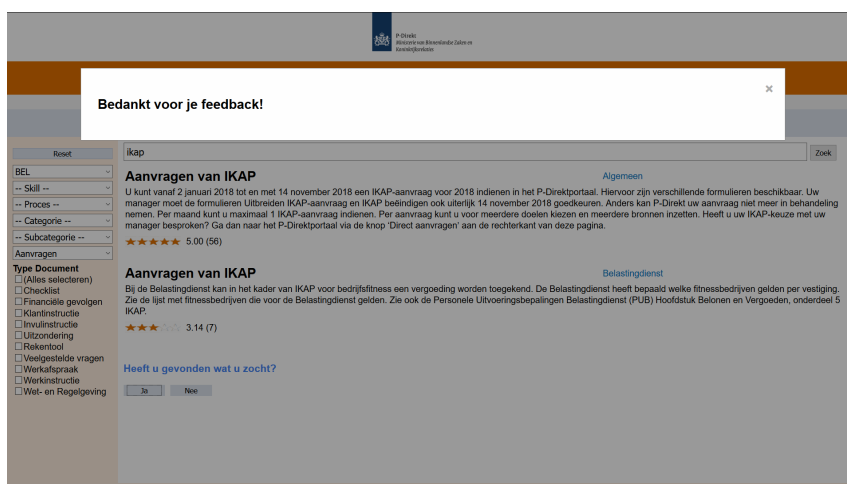 P-Direkt
Ministerie van Binnenlandse Zaken en
Koninkrijksrelaties
×
Bedankt voor je feedback!
Reset
ikap
Zoek
BEL
-- Skill --
-- Proces --
-- Categorie --
-- Subcategorie --
Aanvragen
Type Document
(Alles selecteren)
Checklist
Financiële gevolgen
Klantinstructie
Invulinstructie
Uitzondering
Rekentool
Veelgestelde vragen
Werkafspraak
Werkinstructie
Wet- en Regelgeving
Aanvragen van IKAP
Algemeen
U kunt vanaf 2 januari 2018 tot en met 14 november 2018 een IKAP-aanvraag voor 2018 indienen in het P-Direktportaal. Hiervoor zijn verschillende formulieren beschikbaar. Uw
manager moet de formulieren Uitbreiden IKAP-aanvraag en IKAP beëindigen ook uiterlijk 14 november 2018 goedkeuren. Anders kan P-Direkt uw aanvraag niet meer in behandeling
nemen. Per maand kunt u maximaal 1 IKAP-aanvraag indienen. Per aanvraag kunt u voor meerdere doelen kiezen en meerdere bronnen inzetten. Heeft u uw IKAP-keuze met uw
manager besproken? Ga dan naar het P-Direktportaal via de knop 'Direct aanvragen' aan de rechterkant van deze pagina.
5.00 (56)
Aanvragen van IKAP
Belastingdienst
Bij de Belastingdienst kan in het kader van IKAP voor bedrijfsfitness een vergoeding worden toegekend. De Belastingdienst heeft bepaald welke fitnessbedrijven gelden per vestiging.
Zie de lijst met fitnessbedrijven die voor de Belastingdienst gelden. Zie ook de Personele Uitvoeringsbepalingen Belastingdienst (PUB) Hoofdstuk Belonen en Vergoeden, onderdeel 5
IKAP.
3.14 (7)
Heeft u gevonden wat u zocht?
Ja
Nee